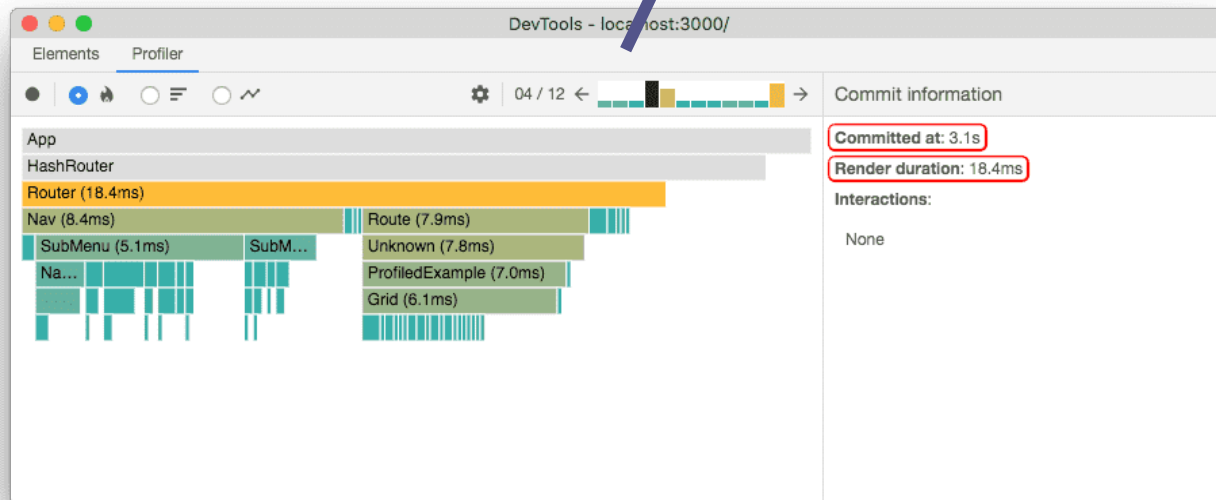 DevTools - localhost:3000/
Elements Profiler
04 / 12
Commit information
App
HashRouter
Router (18.4ms)
Nav (8.4ms) Route (7.9ms)
SubMenu (5.1ms) SubM... Unknown (7.8ms)
Na... ProfiledExample (7.0ms)
Grid (6.1ms)
Committed at: 3.1s
Render duration: 18.4ms
Interactions:
None